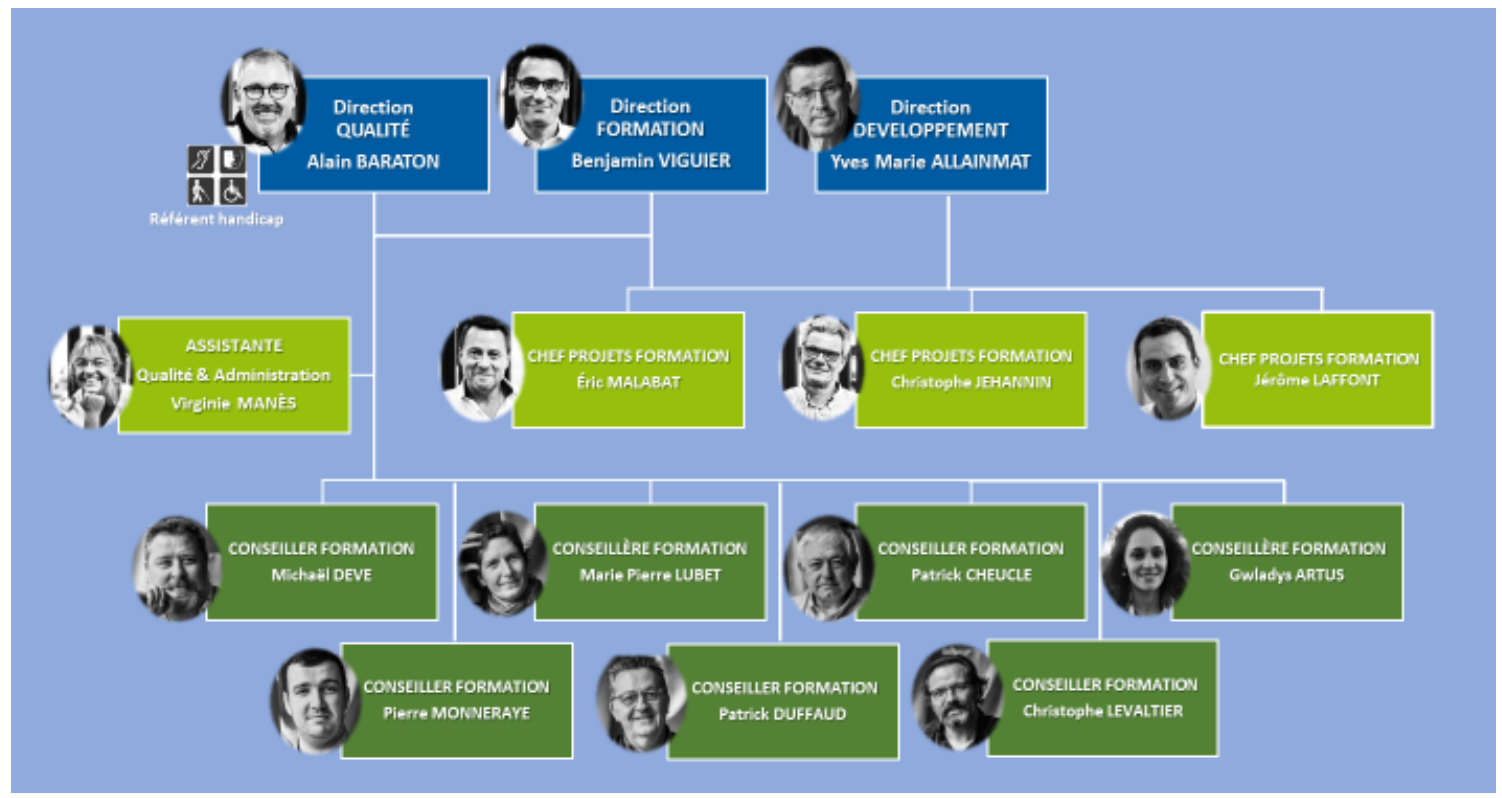 Direction
QUALITÉ
Alain BARATON
Direction
FORMATION
Benjamin VIGUIER
Direction
DEVELOPPEMENT
Yves Marie ALLAINMAT
Référent handicap
ASSISTANTE
Qualité & Administration
Virginie MANÈS
CHEF PROJETS FORMATION
Éric MALABAT
CHEF PROJETS FORMATION
Christophe JEHANNIN
CHEF PROJETS FORMATION
Jérôme LAFFONT
CONSEILLER FORMATION
Michaël DEVE
CONSEILLÈRE FORMATION
Marie Pierre LUBET
CONSEILLER FORMATION
Patrick CHEUCLE
CONSEILLÈRE FORMATION
Gwladys ARTUS
CONSEILLER FORMATION
Pierre MONNERAYE
CONSEILLER FORMATION
Patrick DUFFAUD
CONSEILLER FORMATION
Christophe LEVALTIER